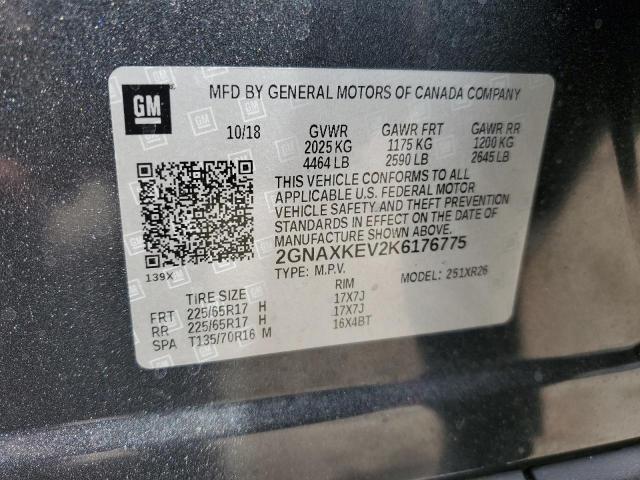 GM
MFD BY GENERAL MOTORS OF CANADA COMPANY
10/18 GVWR GAWR FRT GAWR RR
2025 KG 1175 KG 1200 KG
4464 LB 2590 LB 2645 LB
THIS VEHICLE CONFORMS TO ALL
APPLICABLE U.S. FEDERAL MOTOR
VEHICLE SAFETY AND THEFT PREVENTION
STANDARDS IN EFFECT ON THE DATE OF
MANUFACTURE SHOWN ABOVE.
2GNAXKEV2K6176775
139X TYPE: M.P.V. MODEL: 251XR26
TIRE SIZE RIM
FRT 225/65R17 H 17X7J
RR 225/65R17 H 17X7J
SPA T135/70R16 M 16X4BT